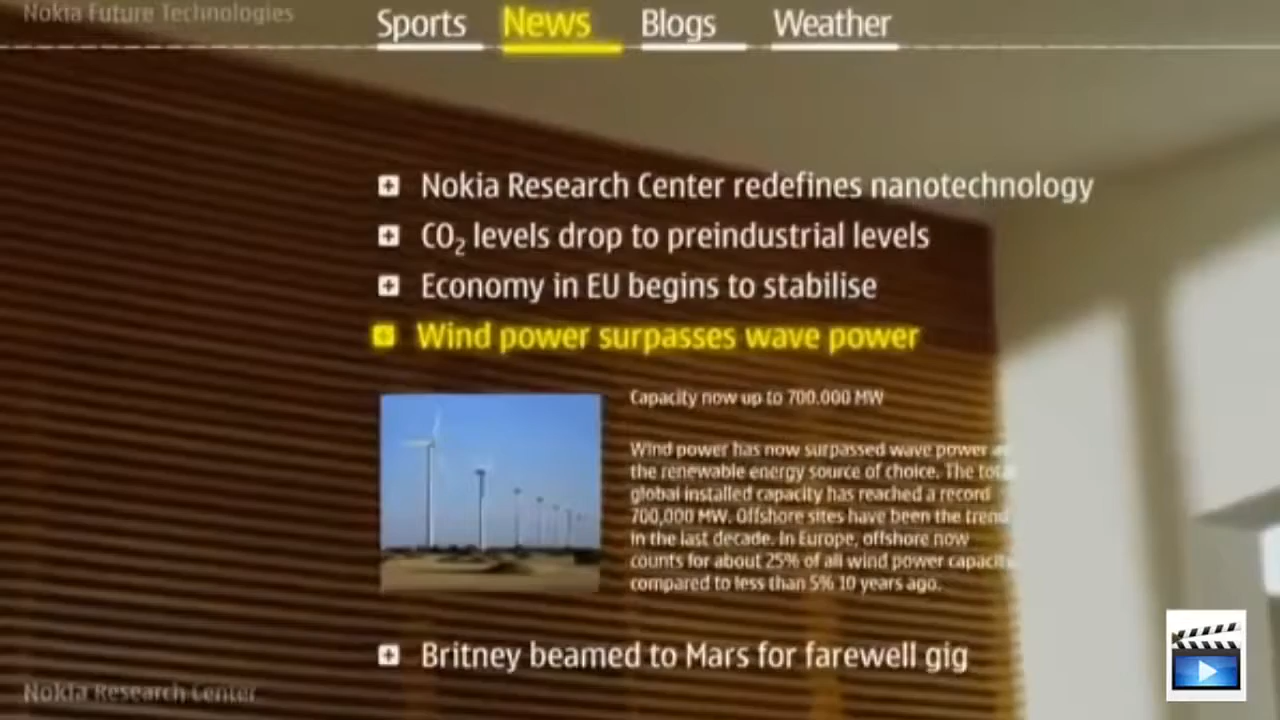 Nokia Future Technologies
Sports News Blogs Weather
Nokia Research Center redefines nanotechnology
CO₂ levels drop to preindustrial levels
Economy in EU begins to stabilise
Wind power surpasses wave power
Capacity now up to 700.000 MW
Wind power has now surpassed wave power as
the renewable energy source of choice. The total
global installed capacity has reached a record
700,000 MW. Offshore sites have been the trend
in the last decade. In Europe, offshore now
counts for about 25% of all wind power capacity
compared to less than 5% 10 years ago.
Britney beamed to Mars for farewell gig
Nokia Research Center